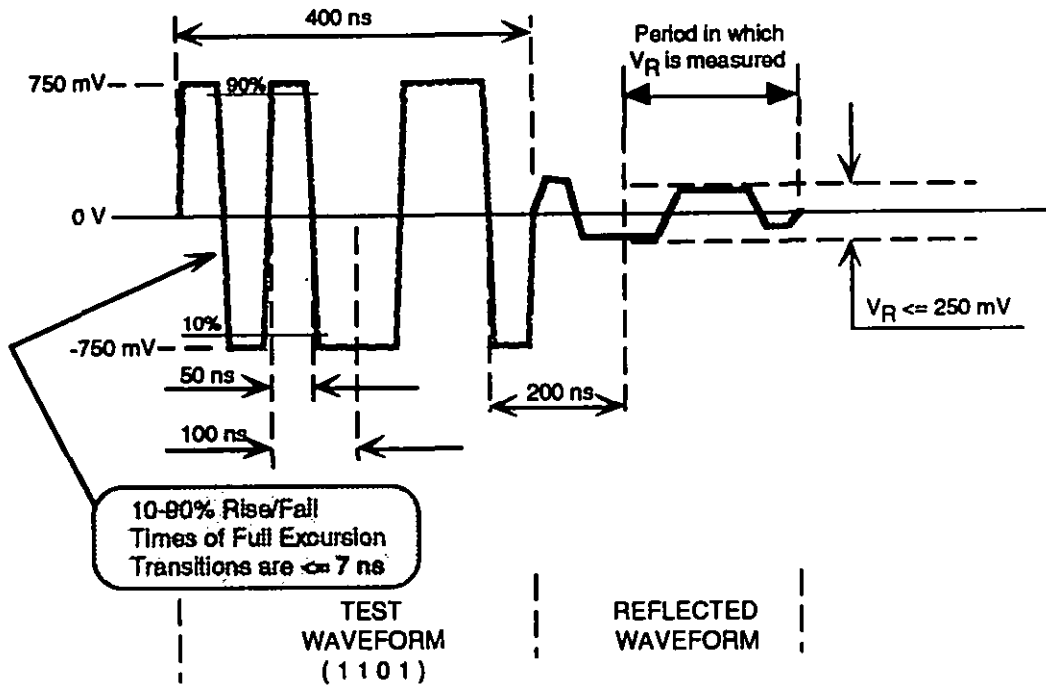 400 ns
Period in which
VR is measured
750 mV
90%
0 V
10%
-750 mV
VR <= 250 mV
50 ns
200 ns
100 ns
10-90% Rise/Fall
Times of Full Excursion
Transitions are <= 7 ns
TEST
WAVEFORM
(1101)
REFLECTED
WAVEFORM